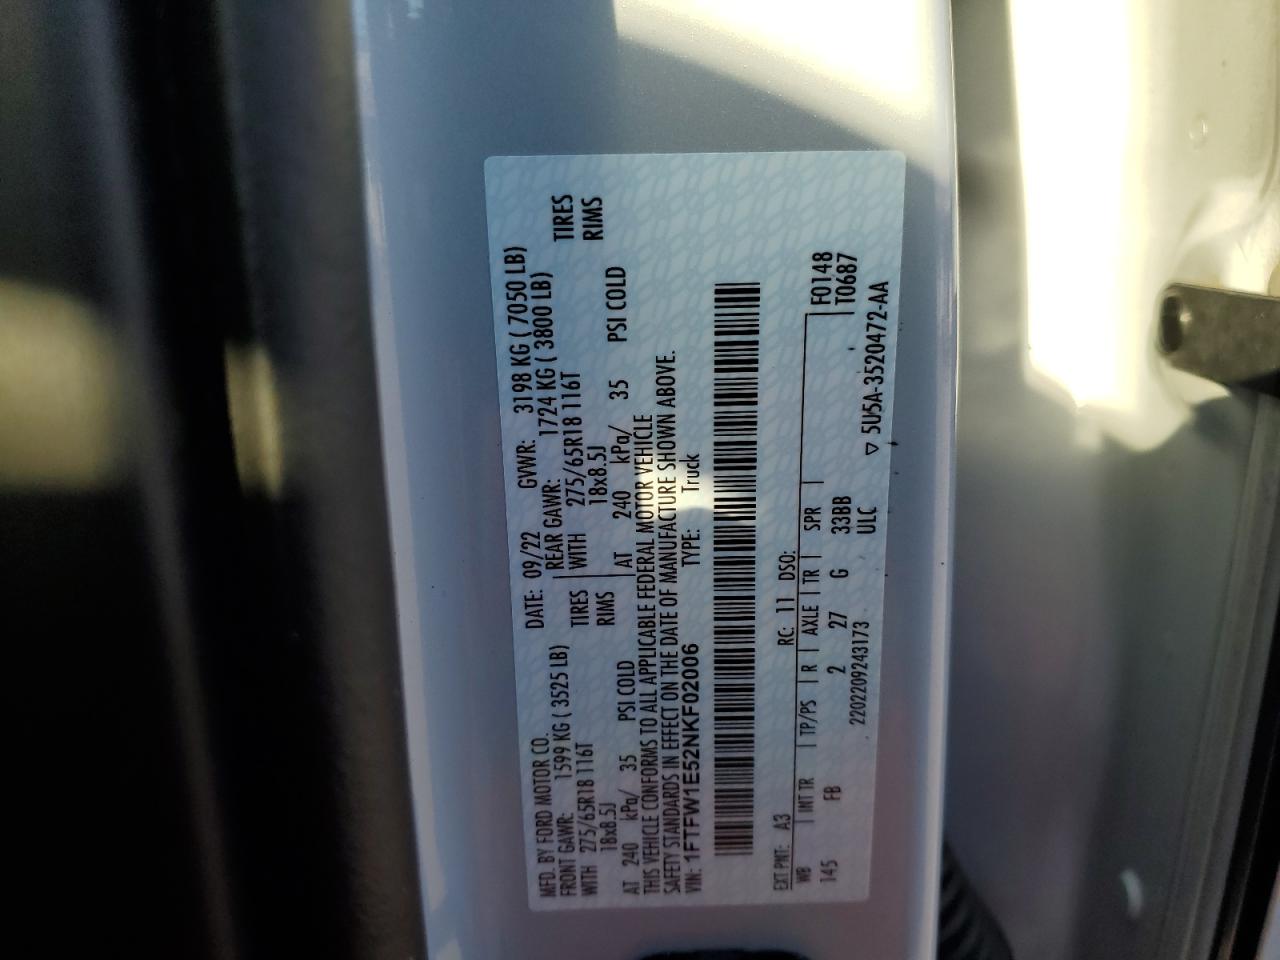 MFD. BY FORD MOTOR CO. DATE: 09/22 GVWR: 3198 KG ( 7050 LB)
FRONT GAWR: 1599 KG ( 3525 LB) REAR GAWR: 1724 KG ( 3800 LB)
WITH 275/65R18 116T TIRES WITH 275/65R18 116T TIRES
18x8.5J RIMS 18x8.5J RIMS
AT 240 kPa/ 35 PSI COLD AT 240 kPa/ 35 PSI COLD
THIS VEHICLE CONFORMS TO ALL APPLICABLE FEDERAL MOTOR VEHICLE
SAFETY STANDARDS IN EFFECT ON THE DATE OF MANUFACTURE SHOWN ABOVE.
VIN: 1FTFW1E52NKF02006 TYPE: Truck
EXT PNT: A3 RC: 11 DSO:
WB INT TR TP/PS R AXLE TR SPR F0148
145 FB 2 27 G 33BB T0687
2202209243173 ULC
▽ 5U5A-3520472-AA